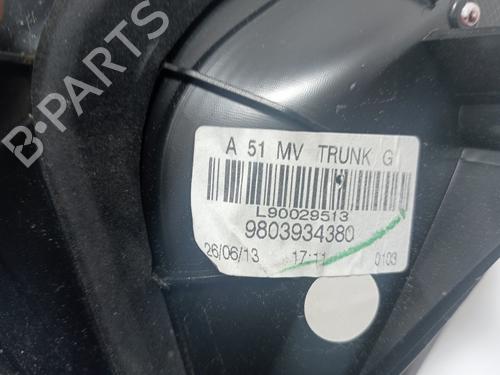 B-PARTS
A 51 MV TRUNK G
L90029513
9803934380
26/06/13 17:11 0103